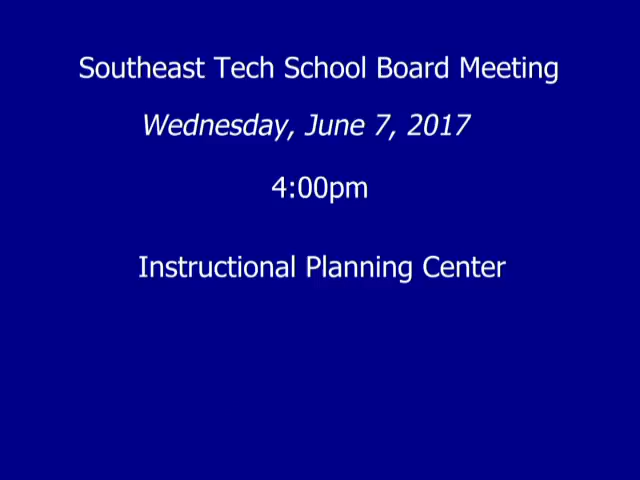 Southeast Tech School Board Meeting
Wednesday, June 7, 2017
4:00pm
Instructional Planning Center